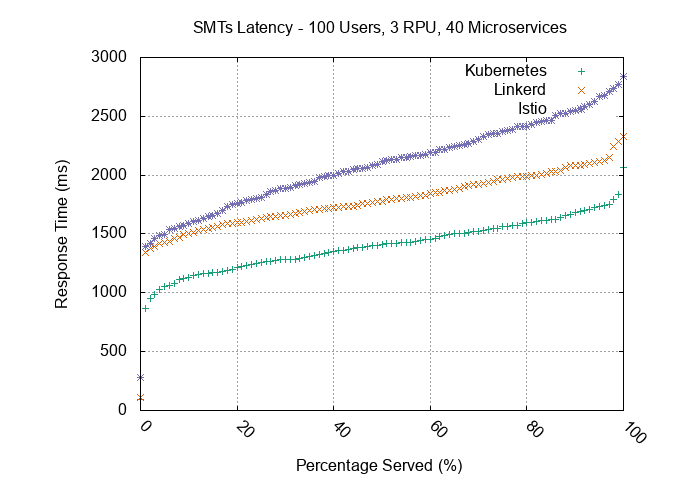 SMTs Latency - 100 Users, 3 RPU, 40 Microservices
3000
2500
2000
1500
1000
500
0
Response Time (ms)
Kubernetes
Linkerd
Istio
0
20
40
60
80
100
Percentage Served (%)